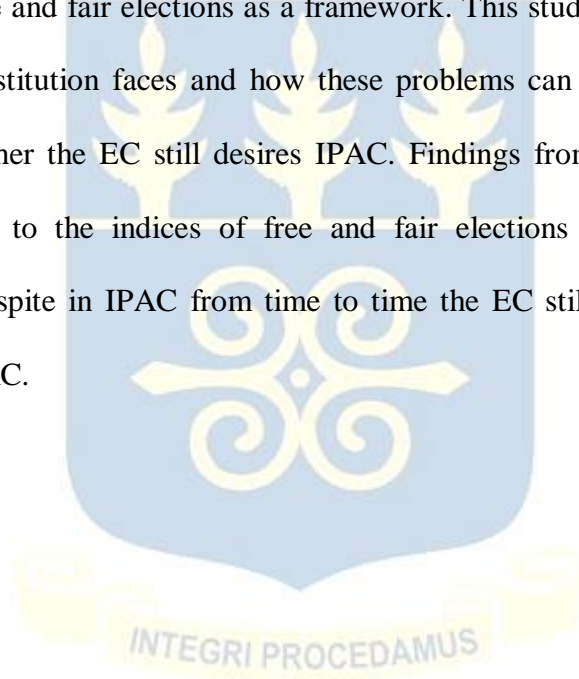 e and fair elections as a framework. This stud
stitution faces and how these problems can
her the EC still desires IPAC. Findings from
to the indices of free and fair elections
spite in IPAC from time to time the EC stil
C.
INTEGRI PROCEDAMUS